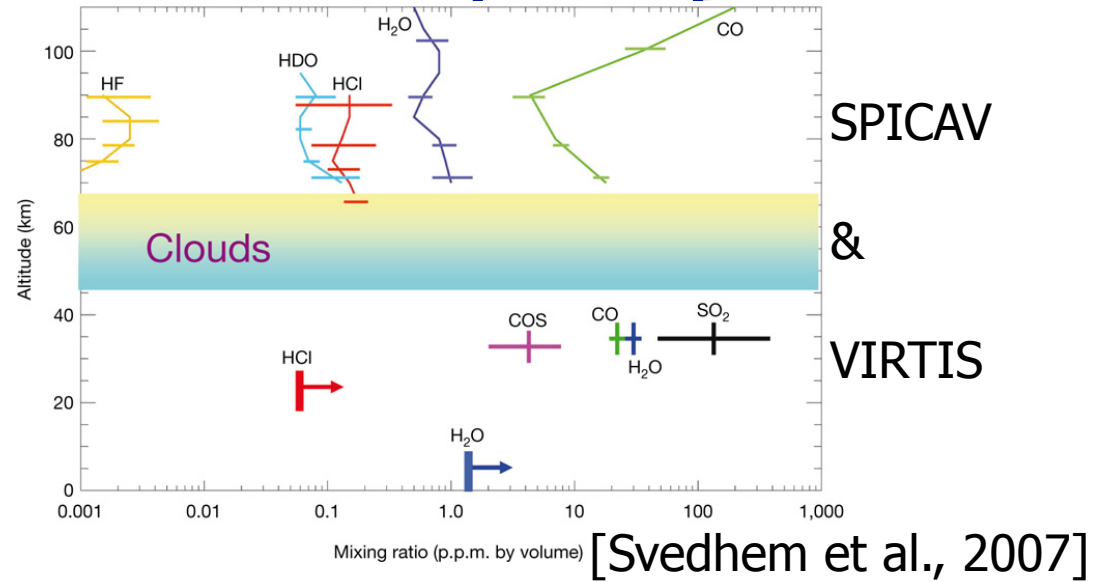 H₂O
CO
100
HDO
HF
HCl
80
SPICAV
60
Clouds
&
Altitude (km)
40
COS
CO
SO₂
H₂O
VIRTIS
HCl
20
H₂O
0
0.001 0.01 0.1 1.0 10 100 1,000
Mixing ratio (p.p.m. by volume) [Svedhem et al., 2007]